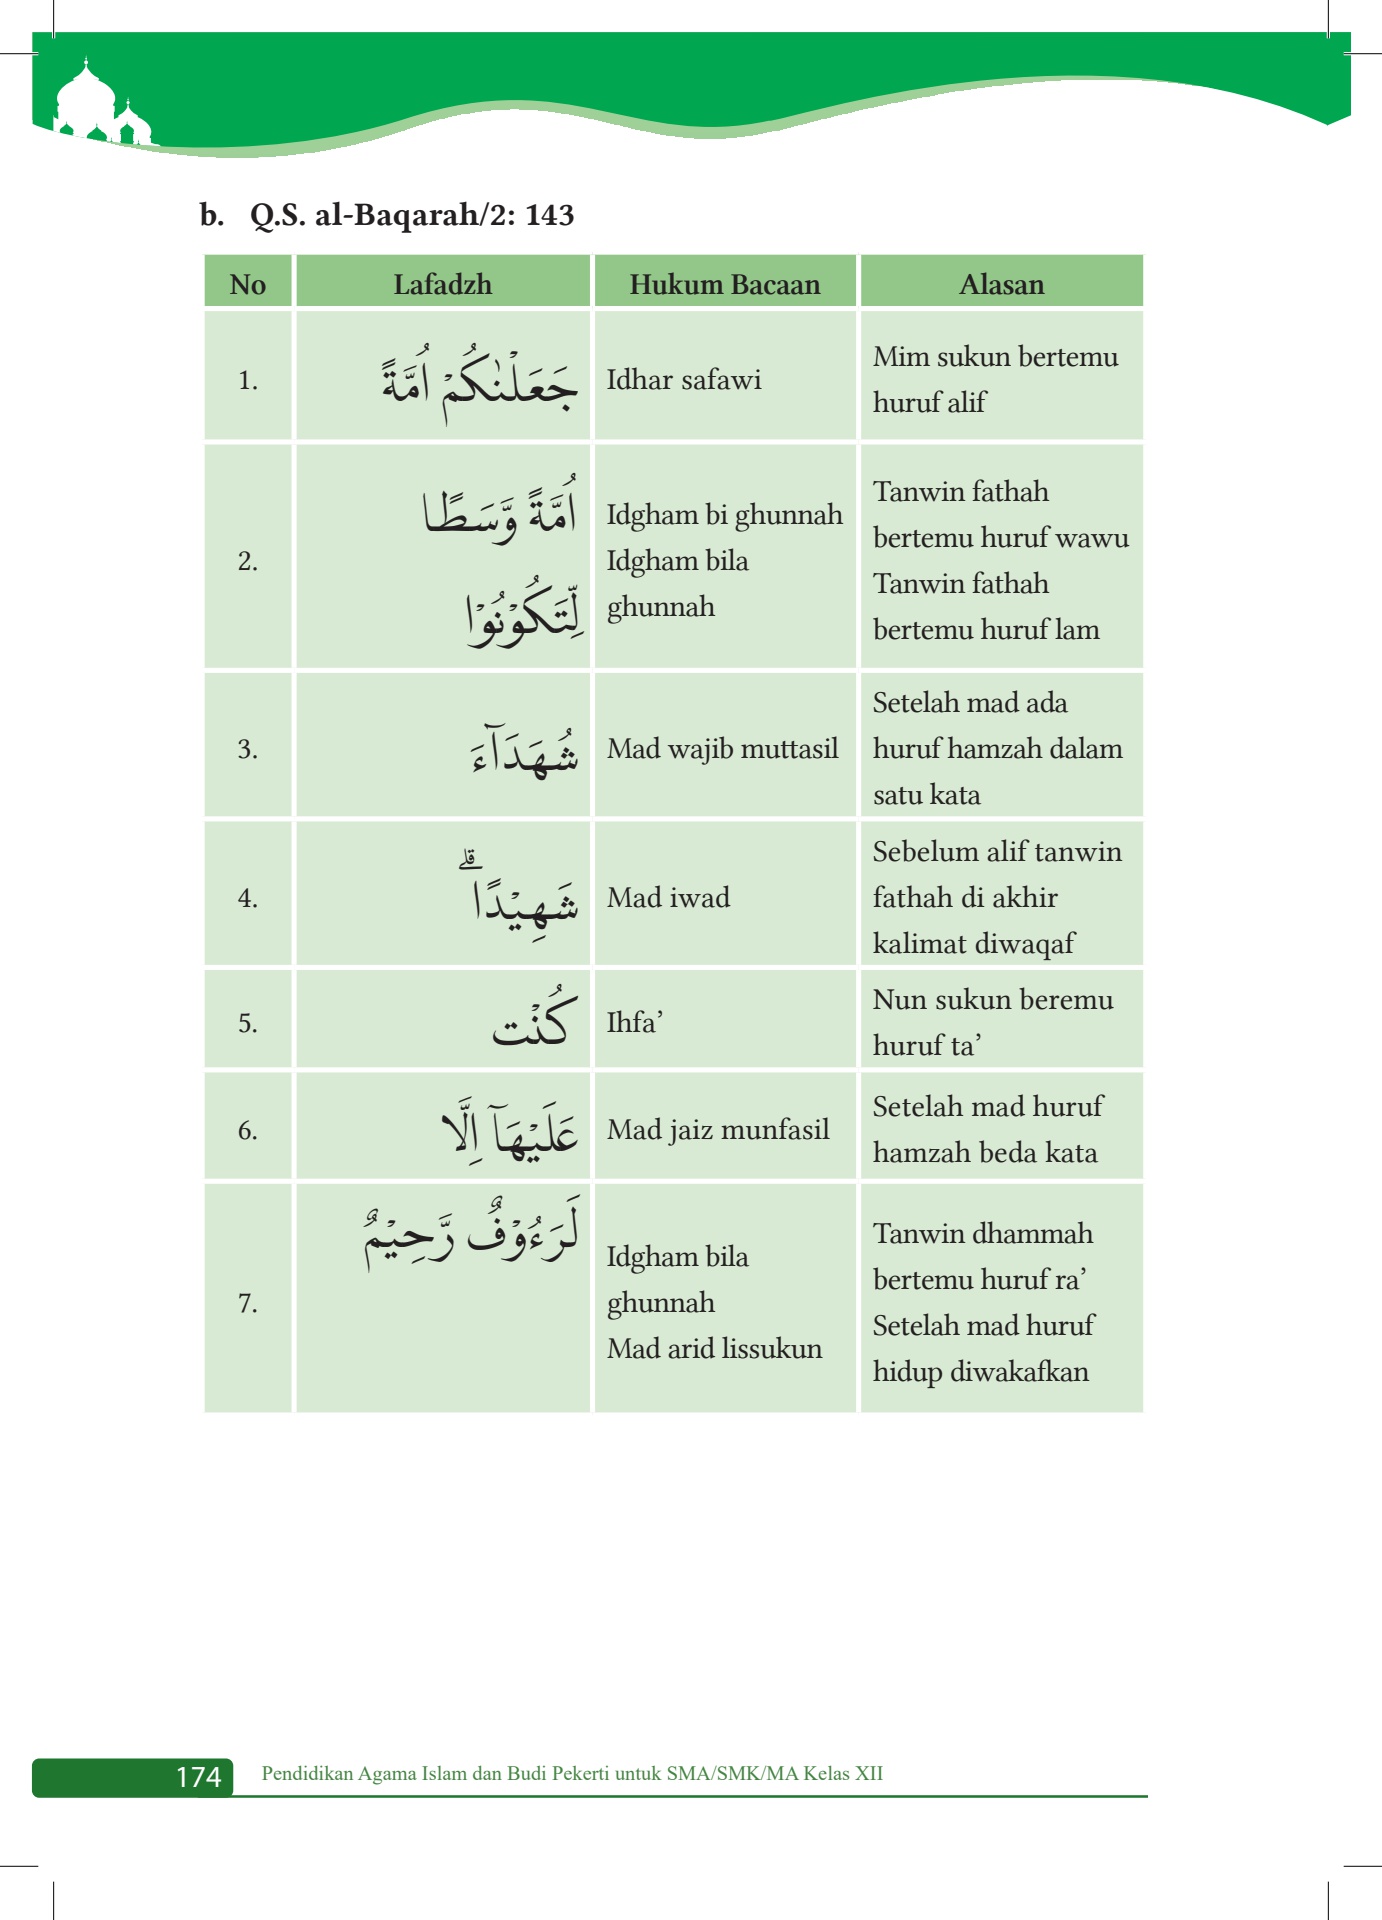 b. Q.S. al-Baqarah/2: 143
No Lafadzh Hukum Bacaan Alasan
1. جَعَلْنٰكُمْ اُمَّةً Idhar safawi Mim sukun bertemu
huruf alif
2. اُمَّةً وَّسَطًا
لِّتَكُوْنُوْا
Idgham bi ghunnah
Idgham bila
ghunnah
Tanwin fathah
bertemu huruf wawu
Tanwin fathah
bertemu huruf lam
3. شُهَدَاۤءَ Mad wajib muttasil Setelah mad ada
huruf hamzah dalam
satu kata
4. شَهِيْدًاۗ Mad iwad Sebelum alif tanwin
fathah di akhir
kalimat diwaqaf
5. كُنْت Ihfa’ Nun sukun beremu
huruf ta’
6. عَلَيْهَآ اِلَّا Mad jaiz munfasil Setelah mad huruf
hamzah beda kata
7. لَرَءُوْفٌ رَّحِيْمٌ
Idgham bila
ghunnah
Mad arid lissukun
Tanwin dhammah
bertemu huruf ra’
Setelah mad huruf
hidup diwakafkan
174 Pendidikan Agama Islam dan Budi Pekerti untuk SMA/SMK/MA Kelas XII